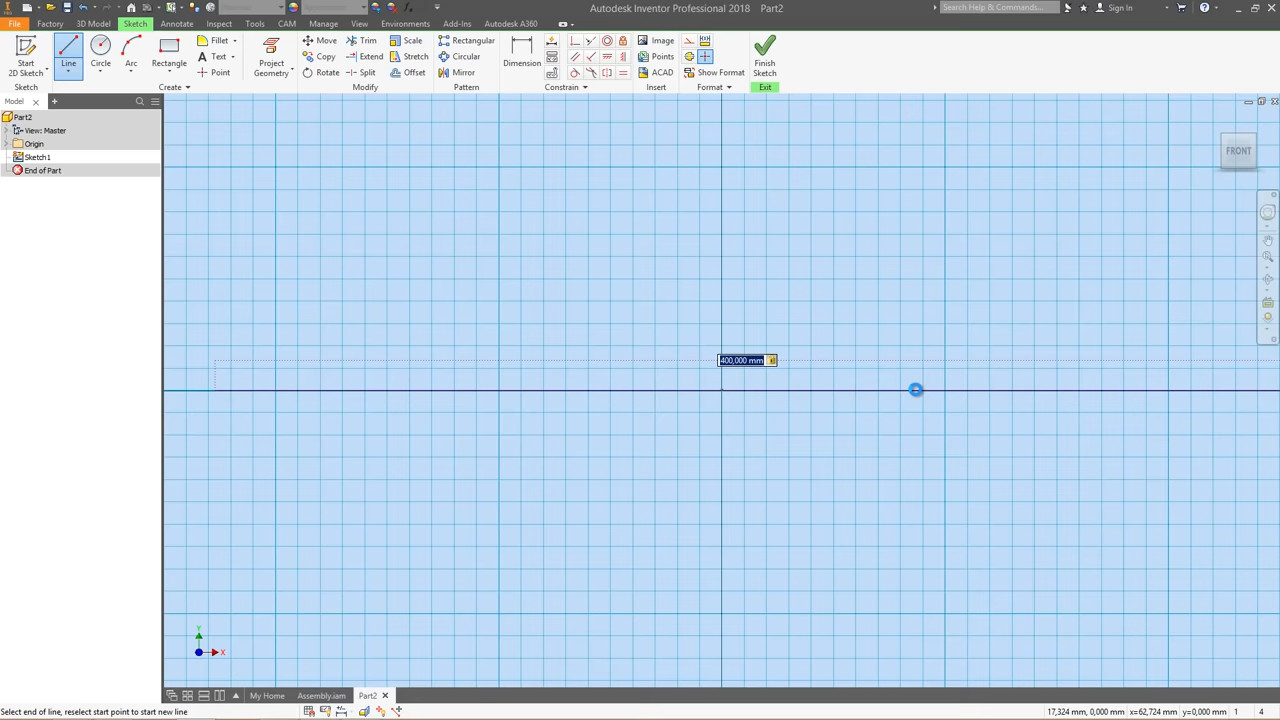 Autodesk Inventor Professional 2018 Part2
Search Help & Commands... Sign In
File Factory 3D Model Sketch Annotate Inspect Tools CAM Manage View Environments Add-Ins Autodesk A360
Start
2D Sketch
Line
Circle
Arc
Rectangle
Fillet
Text
Point
Project
Geometry
Move
Copy
Rotate
Trim
Extend
Split
Scale
Stretch
Offset
Rectangular
Circular
Mirror
Dimension
Image
Points
ACAD
Show Format
Finish
Sketch
Sketch Create Modify Pattern Constrain Insert Format Exit
Model
Part2
View: Master
Origin
Sketch1
End of Part
FRONT
400,000 mm
Y
X
My Home Assembly.iam Part2
Select end of line, reselect start point to start new line
17,324 mm, 0,000 mm x=62,724 mm y=0,000 mm 1 4